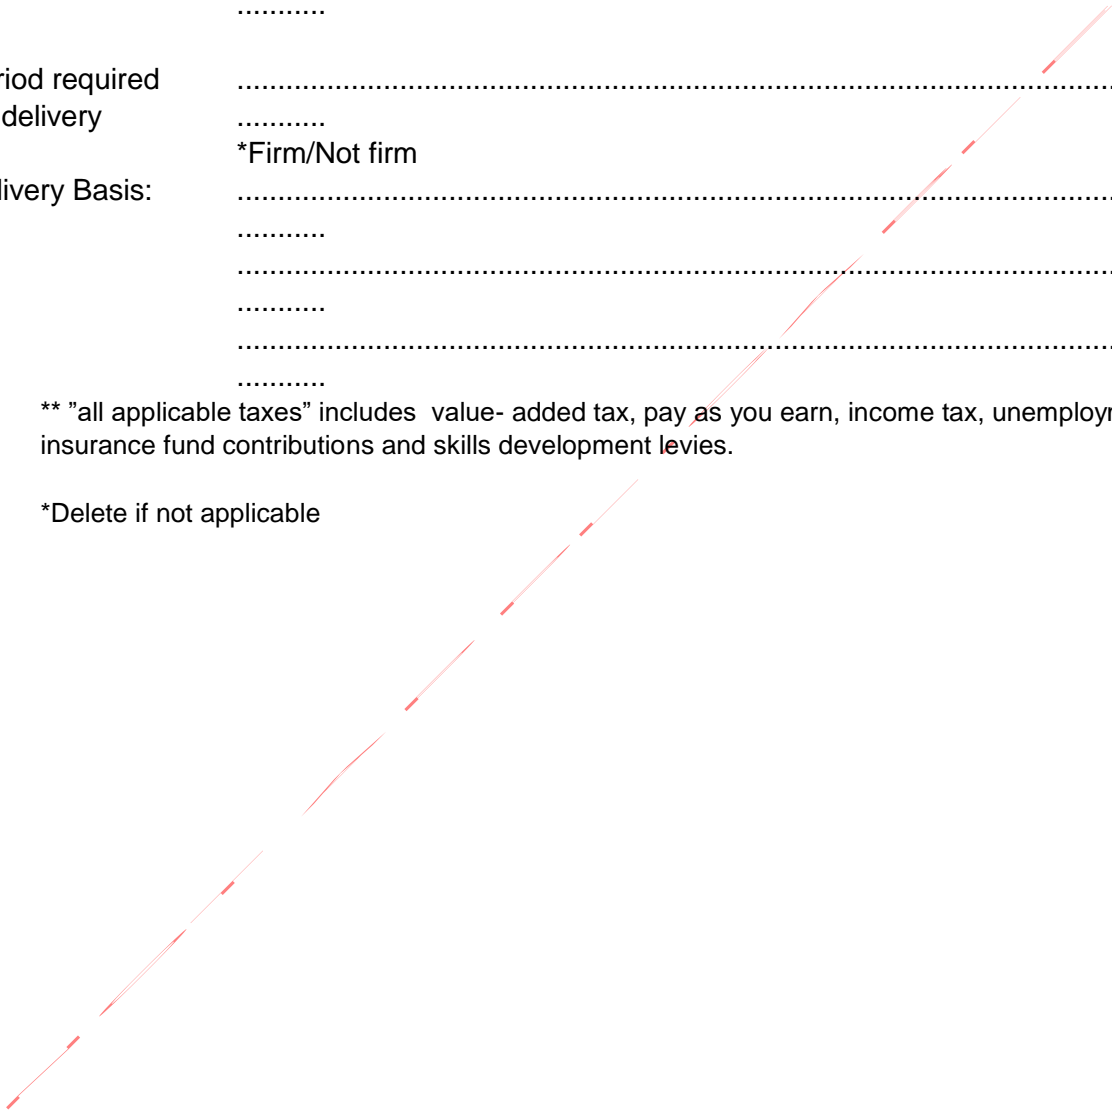 ...........
riod required ..........................................................................................................
delivery ...........
*Firm/Not firm
livery Basis: ..........................................................................................................
...........
..........................................................................................................
...........
..........................................................................................................
...........
** ”all applicable taxes” includes  value- added tax, pay as you earn, income tax, unemployr
insurance fund contributions and skills development levies.
*Delete if not applicable